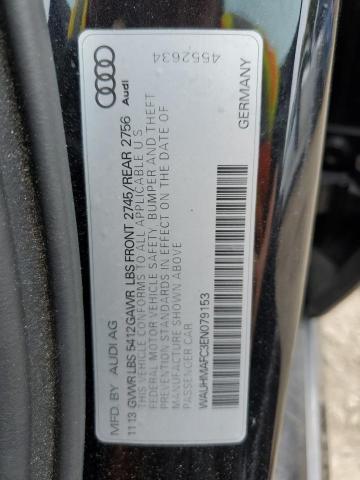 Audi
4552634
MFD. BY AUDI AG
11 13 GVWR LBS 5412 GAWR LBS FRONT 2745/REAR 2756
THIS VEHICLE CONFORMS TO ALL APPLICABLE U.S.
FEDERAL MOTOR VEHICLE SAFETY, BUMPER AND THEFT
PREVENTION STANDARDS IN EFFECT ON THE DATE OF
MANUFACTURE SHOWN ABOVE
PASSENGER CAR
WAUHMAFC3EN079153
GERMANY